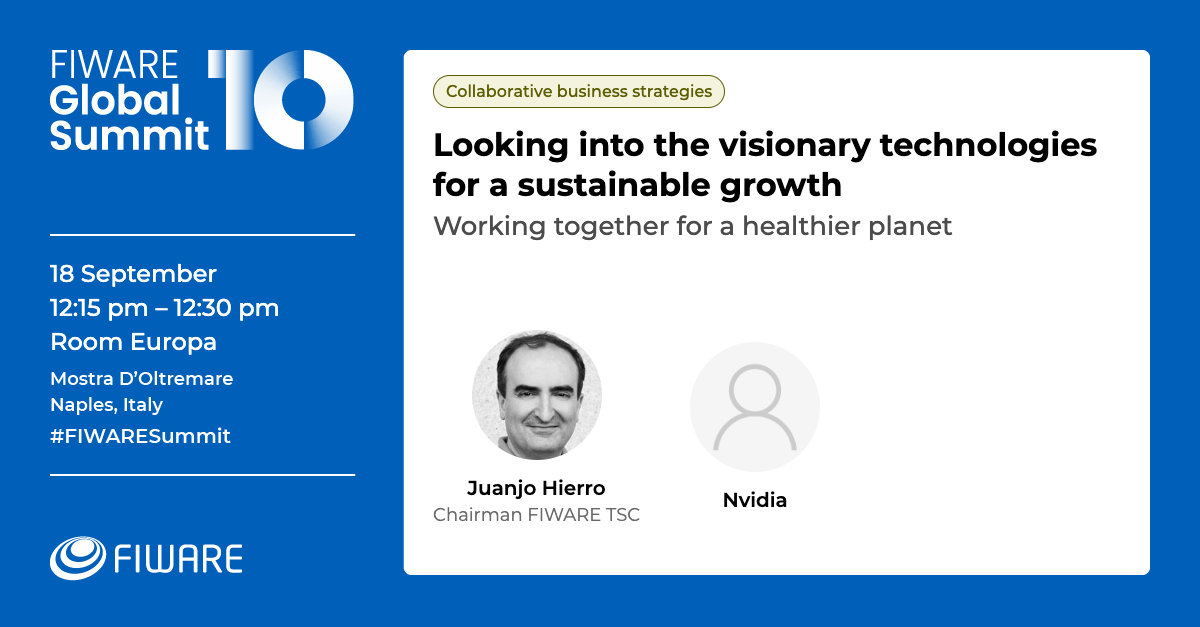 FIWARE
Global
Summit
10
18 September
12:15 pm – 12:30 pm
Room Europa
Mostra D’Oltremare
Naples, Italy
#FIWARESummit
FIWARE
Collaborative business strategies
Looking into the visionary technologies
for a sustainable growth
Working together for a healthier planet
Juanjo Hierro
Chairman FIWARE TSC
Nvidia